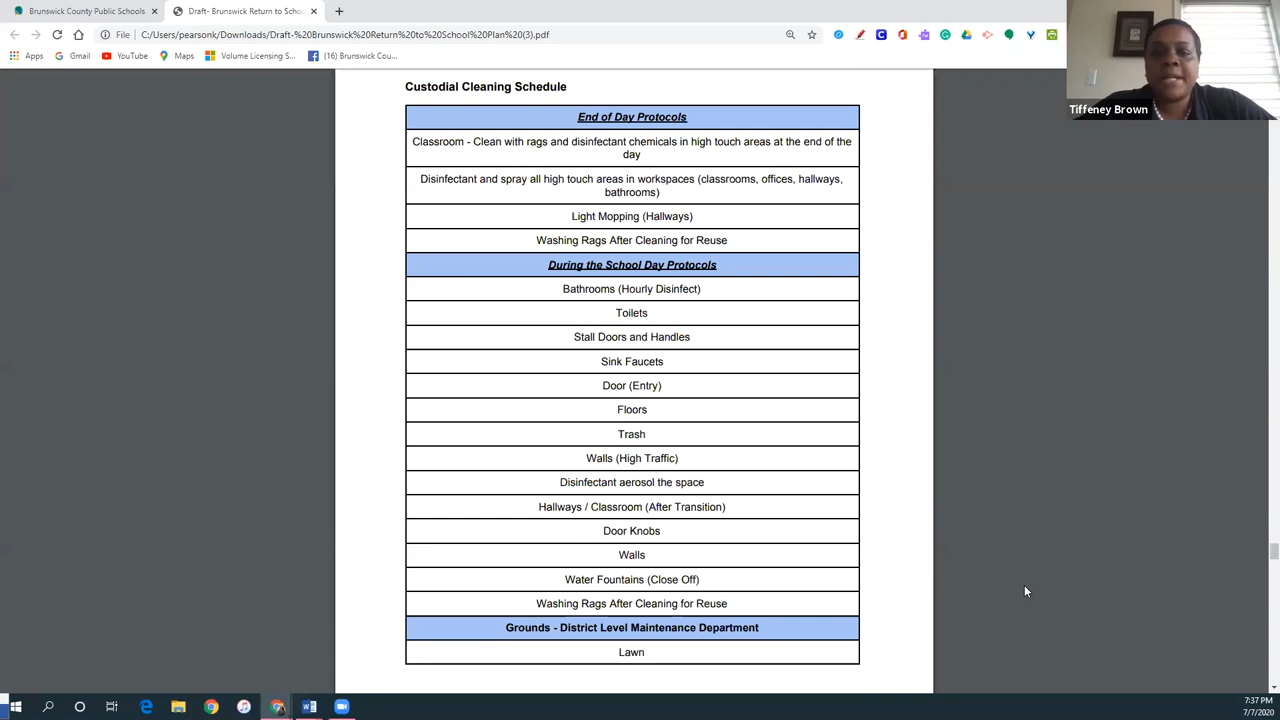 Brunswick County Public Schools
Draft- Brunswick Return to Scho
File
C:/Users/pearsonk/Downloads/Draft-%20Brunswick%20Return%20to%20School%20Plan%20(3).pdf
Apps
Gmail
YouTube
Maps
Volume Licensing S...
(16) Brunswick Cou...
Tiffeney Brown
Custodial Cleaning Schedule
End of Day Protocols
Classroom - Clean with rags and disinfectant chemicals in high touch areas at the end of the
day
Disinfectant and spray all high touch areas in workspaces (classrooms, offices, hallways,
bathrooms)
Light Mopping (Hallways)
Washing Rags After Cleaning for Reuse
During the School Day Protocols
Bathrooms (Hourly Disinfect)
Toilets
Stall Doors and Handles
Sink Faucets
Door (Entry)
Floors
Trash
Walls (High Traffic)
Disinfectant aerosol the space
Hallways / Classroom (After Transition)
Door Knobs
Walls
Water Fountains (Close Off)
Washing Rags After Cleaning for Reuse
Grounds - District Level Maintenance Department
Lawn
7:37 PM
7/7/2020